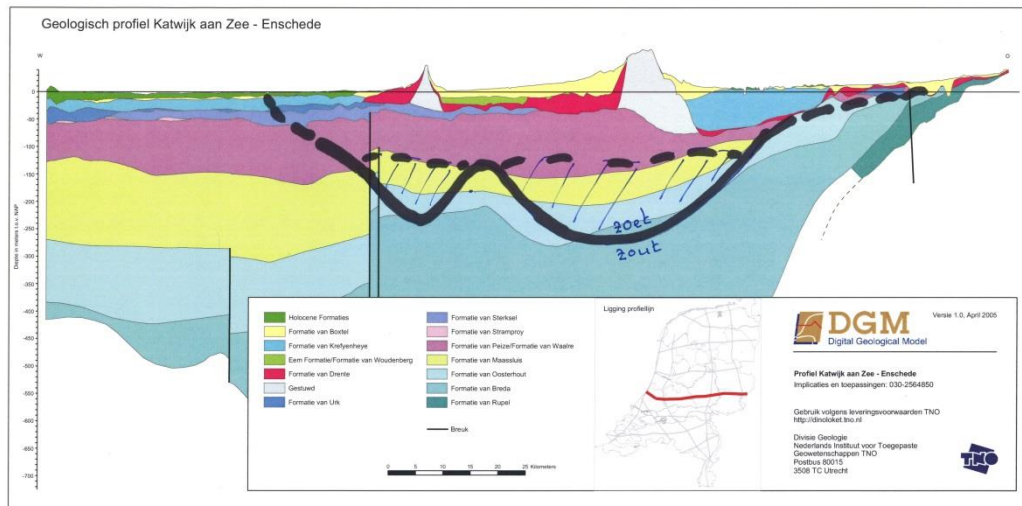 Geologisch profiel Katwijk aan Zee - Enschede
W
O
Diepte in meters t.o.v. NAP
0
-50
-100
-150
-200
-250
-300
-350
-400
-450
-500
-550
-600
-650
-700
zoet
zout
Holocene Formaties
Formatie van Boxtel
Formatie van Kreftenheye
Eem Formatie/Formatie van Woudenberg
Formatie van Drente
Gestuwd
Formatie van Urk
Formatie van Sterksel
Formatie van Stramproy
Formatie van Peize/Formatie van Waalre
Formatie van Maassluis
Formatie van Oosterhout
Formatie van Breda
Formatie van Rupel
Breuk
0 5 10 15 20 25 Kilometers
Ligging profiellijn
DGM
Digital Geological Model
Versie 1.0, April 2005
Profiel Katwijk aan Zee - Enschede
Implicaties en toepassingen: 030-2564850
Gebruik volgens leveringsvoorwaarden TNO
http://dinoloket.tno.nl
Divisie Geologie
Nederlands Instituut voor Toegepaste
Geowetenschappen TNO
Postbus 80015
3508 TC Utrecht
TNO